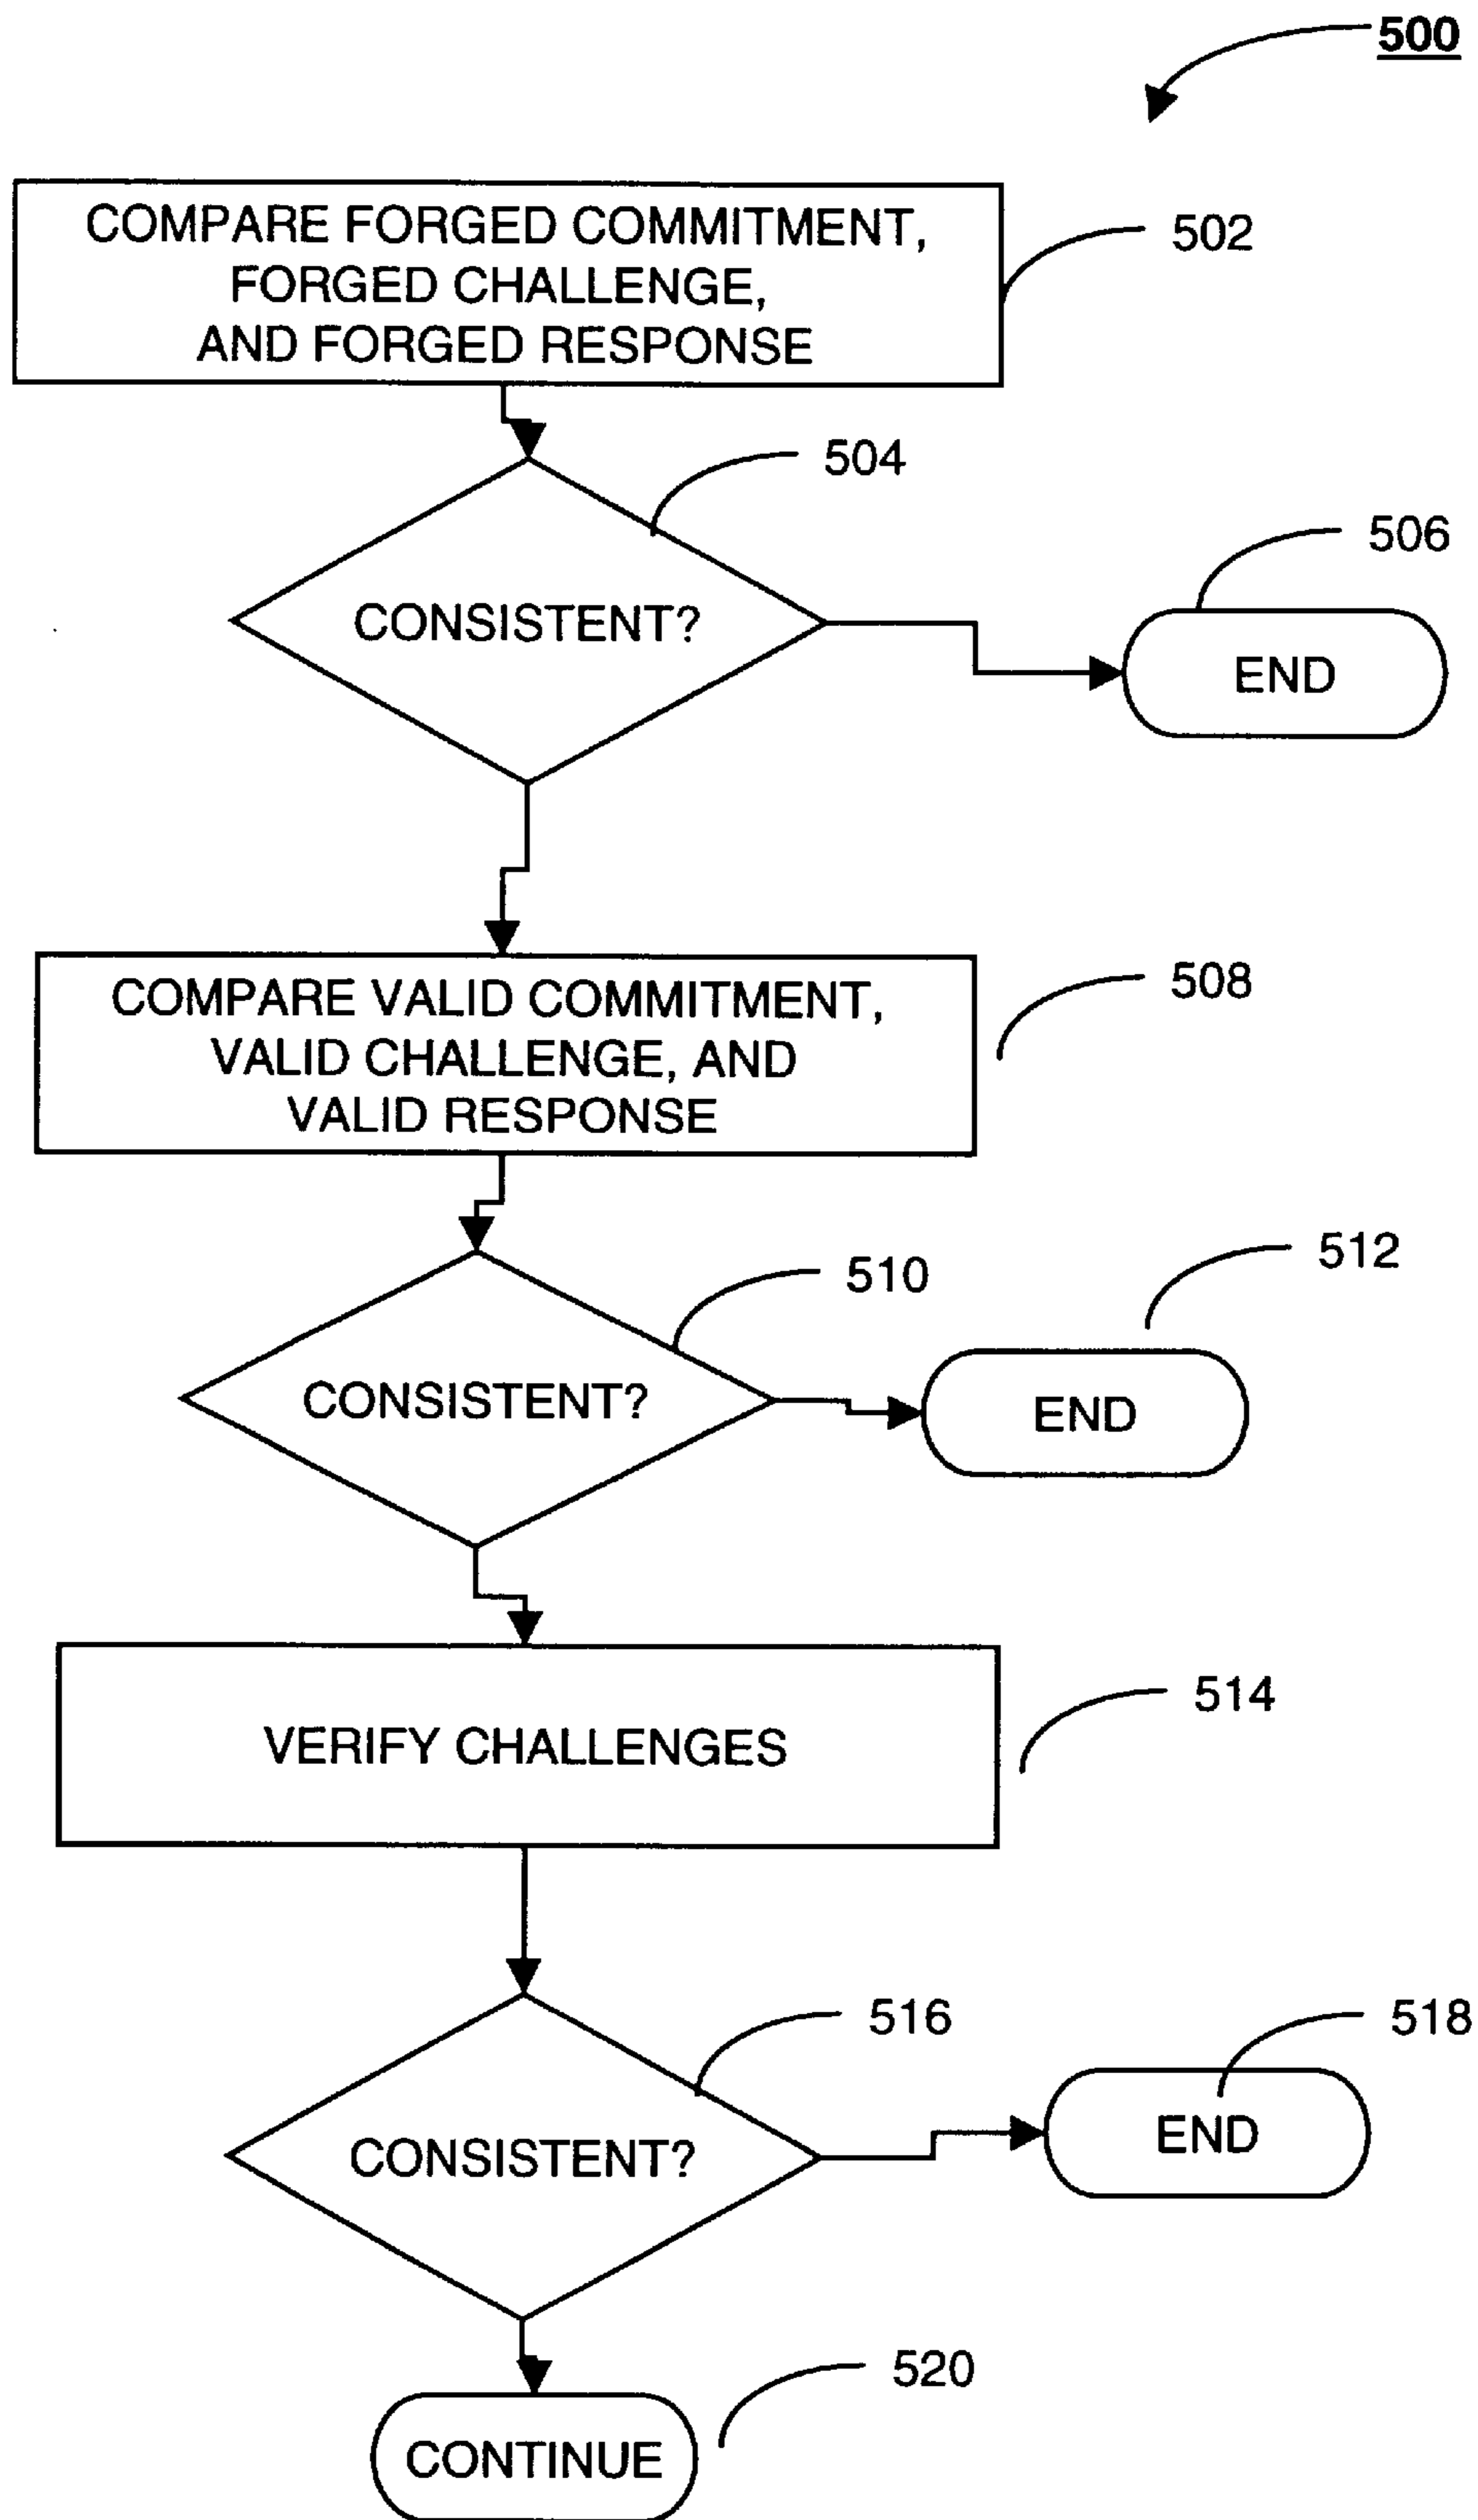 500
COMPARE FORGED COMMITMENT,
FORGED CHALLENGE,
AND FORGED RESPONSE
502
504
CONSISTENT?
506
END
COMPARE VALID COMMITMENT,
VALID CHALLENGE, AND
VALID RESPONSE
508
510
CONSISTENT?
512
END
VERIFY CHALLENGES
514
516
CONSISTENT?
518
END
520
CONTINUE